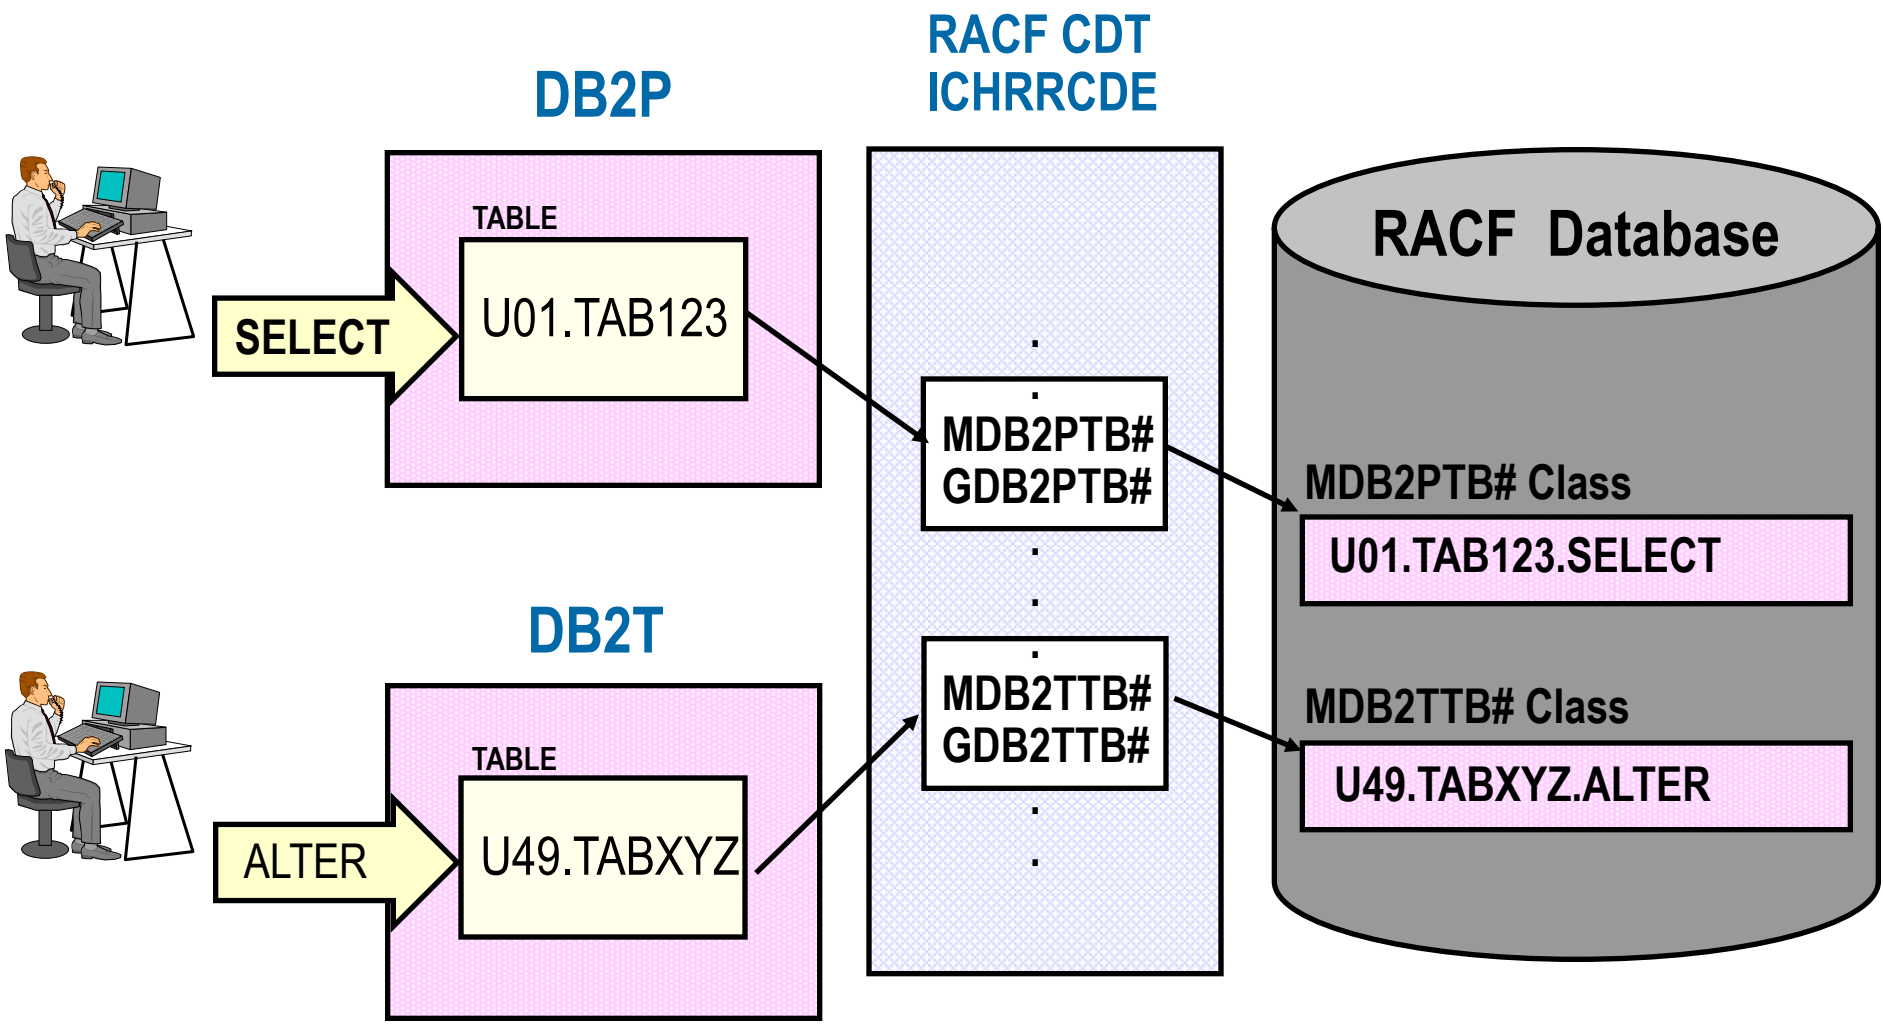 RACF CDT
ICHRRCDE
DB2P
TABLE
U01.TAB123
SELECT
.
.
MDB2PTB#
GDB2PTB#
.
.
RACF Database
MDB2PTB# Class
U01.TAB123.SELECT
DB2T
TABLE
U49.TABXYZ
ALTER
.
MDB2TTB#
GDB2TTB#
.
.
MDB2TTB# Class
U49.TABXYZ.ALTER